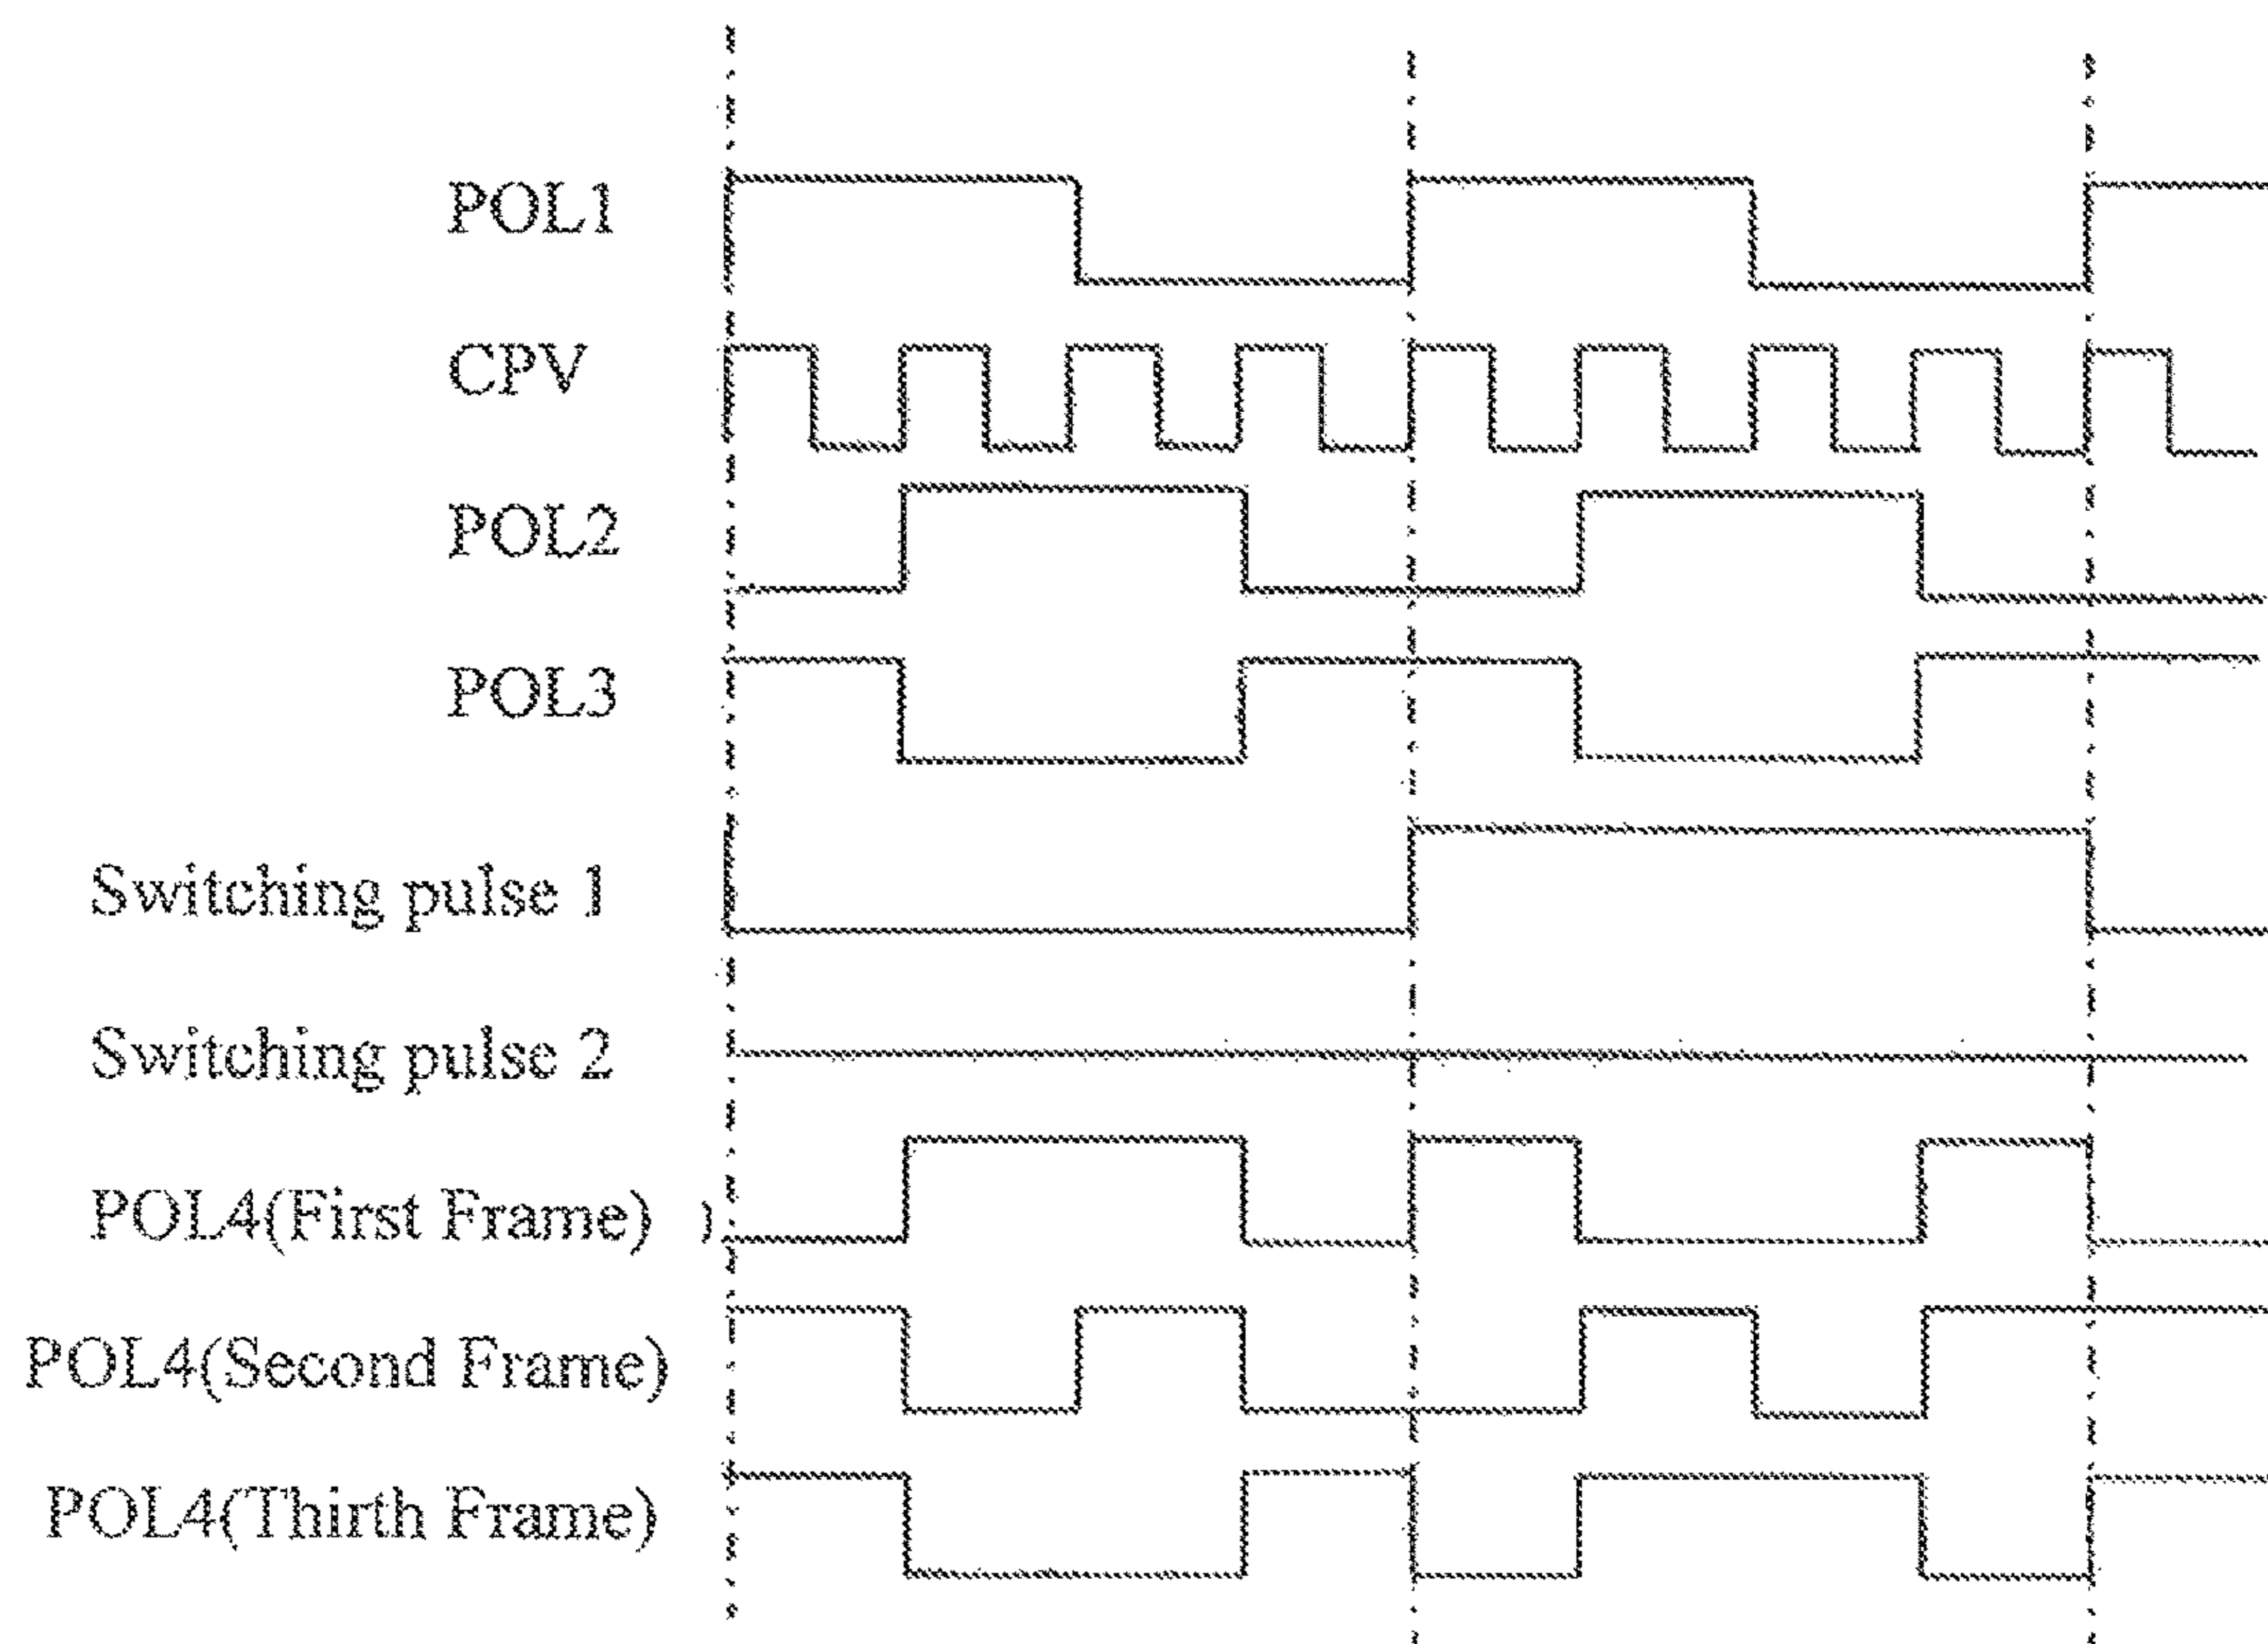 POL1
CPV
POL2
POL3
Switching pulse 1
Switching pulse 2
POL4(First Frame) )
POL4(Second Frame)
POL4(Thirth Frame)